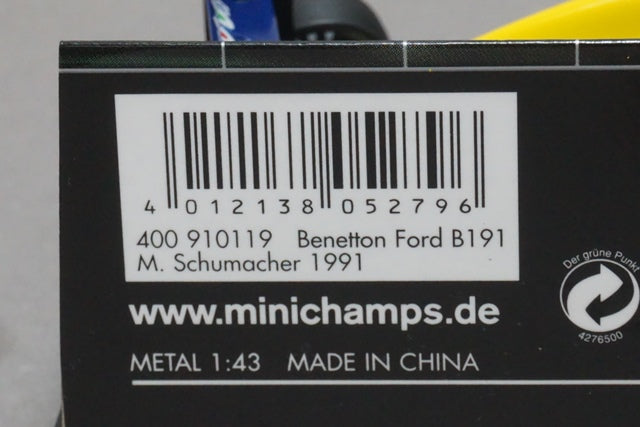 4 012138 052796
400 910119 Benetton Ford B191
M. Schumacher 1991
www.minichamps.de
Der grüne Punkt
4276500
METAL 1:43 MADE IN CHINA